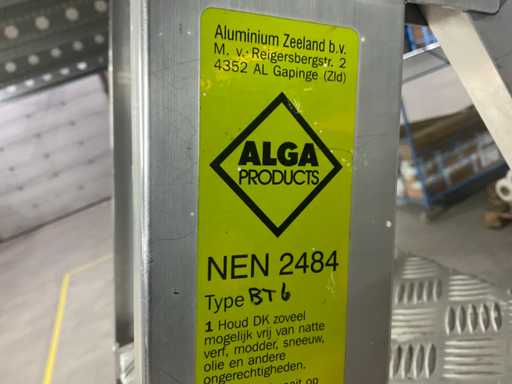 Aluminium Zeeland b.v.
M. v. Reigersbergstr. 2
4352 AL Gapinge (Zld)
ALGA
PRODUCTS
NEN 2484
Type BT6
1 Houd DK zoveel
mogelijk vrij van natte
verf, modder, sneeuw,
olie en andere
ongerechtigheden.